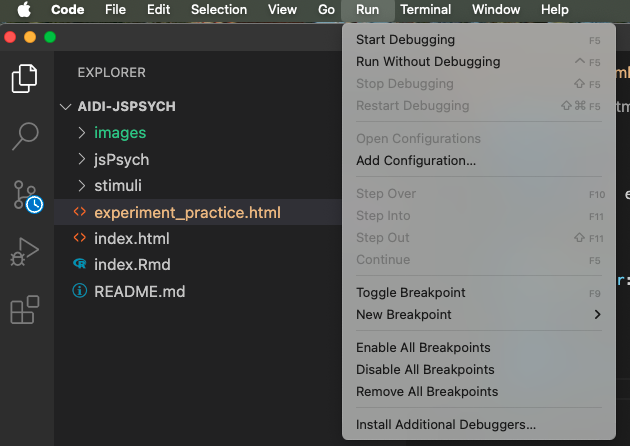 Code File Edit Selection View Go Run Terminal Window Help
EXPLORER
AIDI-JSPSYCH
images
jsPsych
stimuli
experiment_practice.html
index.html
index.Rmd
README.md
Start Debugging F5
Run Without Debugging ^ F5
Stop Debugging ⇧ F5
Restart Debugging ⇧⌘ F5
Open Configurations
Add Configuration...
Step Over F10
Step Into F11
Step Out ⇧ F11
Continue F5
Toggle Breakpoint F9
New Breakpoint
Enable All Breakpoints
Disable All Breakpoints
Remove All Breakpoints
Install Additional Debuggers...